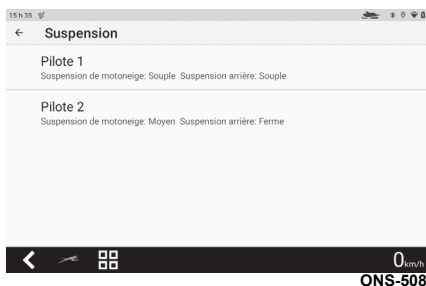 15 h 35
Suspension
Pilote 1
Suspension de motoneige: Souple Suspension arrière: Souple
Pilote 2
Suspension de motoneige: Moyen Suspension arrière: Ferme
0km/h
ONS-508